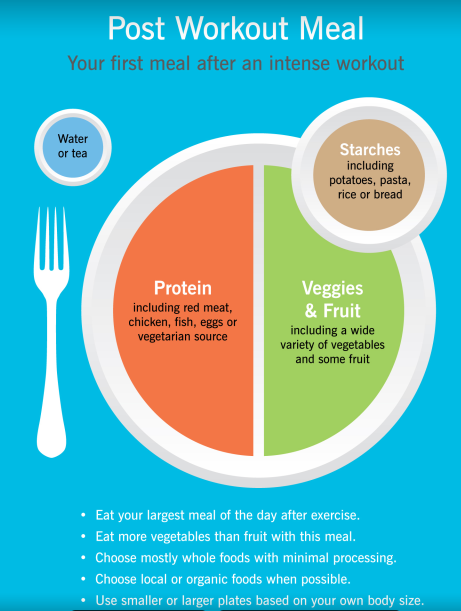 Post Workout Meal
Your first meal after an intense workout
Water
or tea
Starches
including
potatoes, pasta,
rice or bread
Protein
including red meat,
chicken, fish, eggs or
vegetarian source
Veggies
& Fruit
including a wide
variety of vegetables
and some fruit
• Eat your largest meal of the day after exercise.
• Eat more vegetables than fruit with this meal.
• Choose mostly whole foods with minimal processing.
• Choose local or organic foods when possible.
• Use smaller or larger plates based on your own body size.